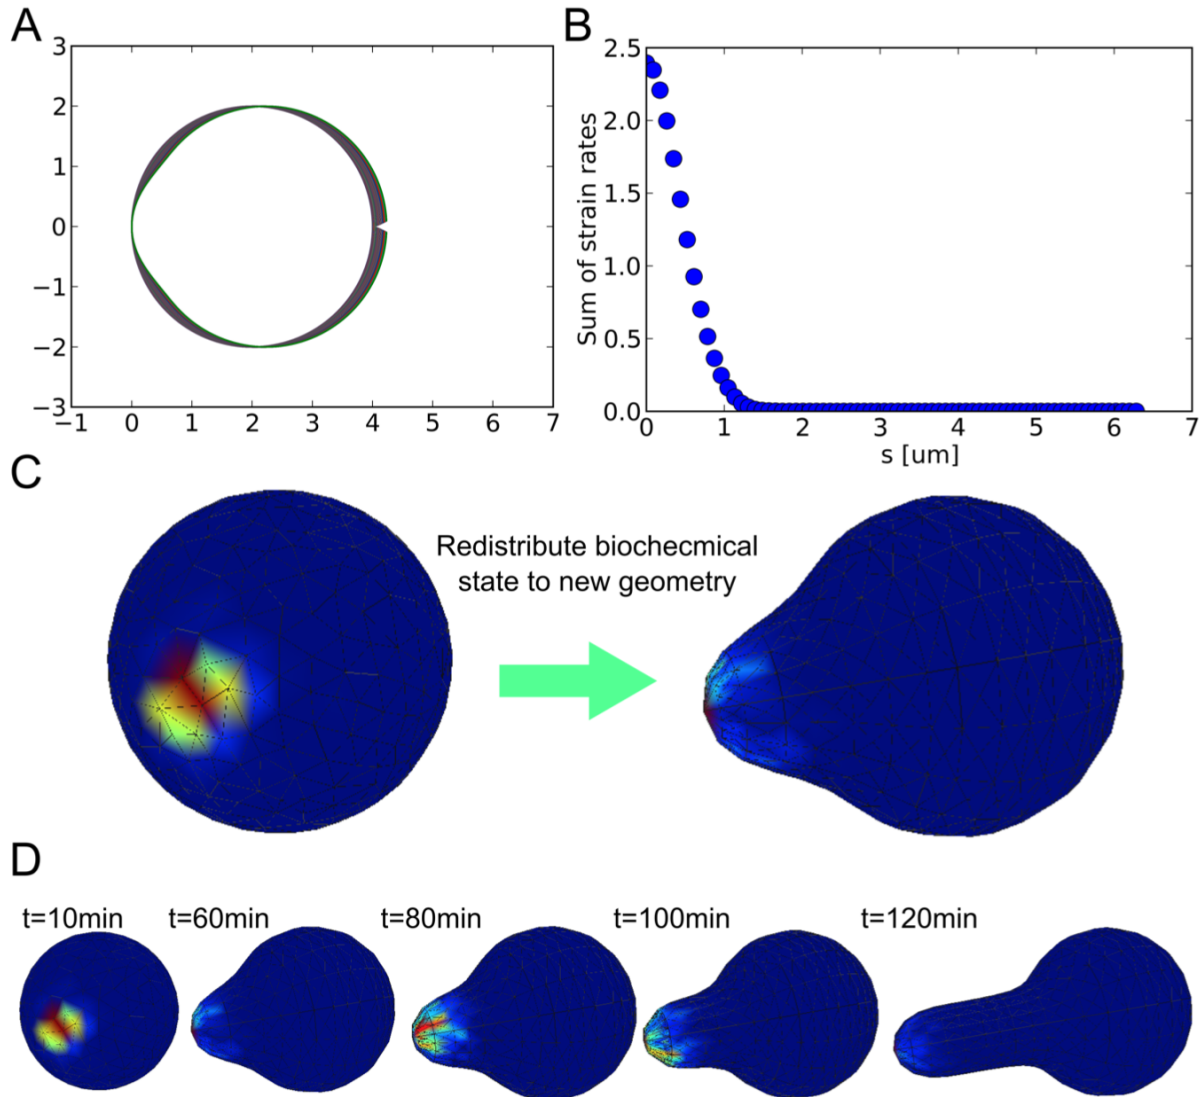 A
3
2
1
0
−1
−2
−3
−1
0
1
2
3
4
5
6
7
B
2.5
2.0
1.5
1.0
0.5
0.0
Sum of strain rates
0
1
2
3
4
5
6
7
s [um]
C
Redistribute biochecmical
state to new geometry
D
t=10min
t=60min
t=80min
t=100min
t=120min